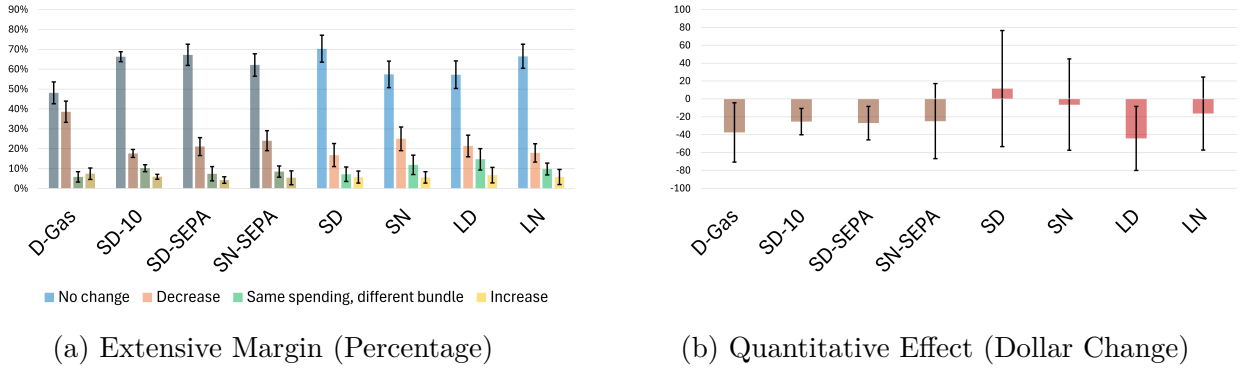 90%
80%
70%
60%
50%
40%
30%
20%
10%
0%
D-Gas
SD-10
SD-SEPA
SN-SEPA
SD
SN
LD
LN
No change
Decrease
Same spending, different bundle
Increase
(a) Extensive Margin (Percentage)
100
80
60
40
20
0
-20
-40
-60
-80
-100
D-Gas
SD-10
SD-SEPA
SN-SEPA
SD
SN
LD
LN
(b) Quantitative Effect (Dollar Change)